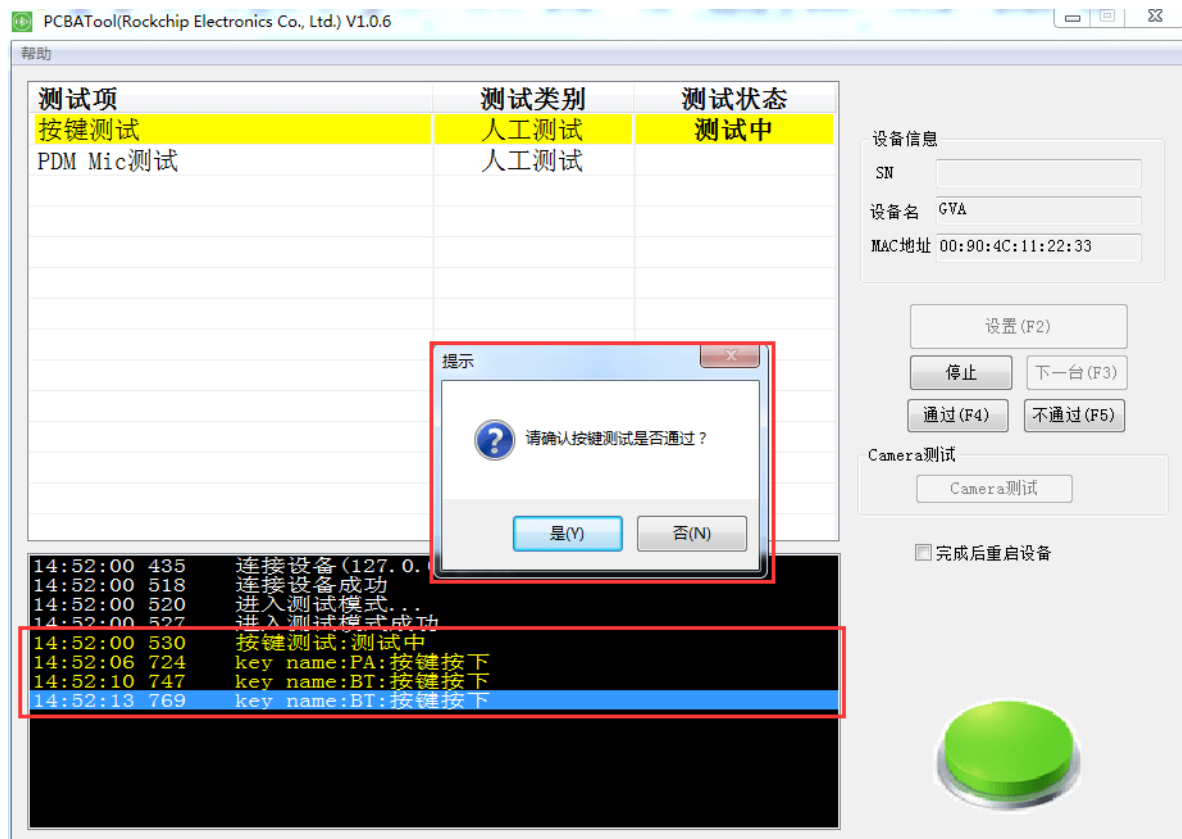 PCBATool(Rockchip Electronics Co., Ltd.) V1.0.6
帮助
测试项 测试类别 测试状态
按键测试 人工测试 测试中
PDM Mic测试 人工测试
设备信息
SN
设备名 GVA
MAC地址 00:90:4C:11:22:33
设置(F2)
停止 下一台(F3)
通过(F4) 不通过(F5)
Camera测试
Camera测试
完成后重启设备
提示
请确认按键测试是否通过？
是(Y) 否(N)
14:52:00 435 连接设备(127.0.
14:52:00 518 连接设备成功
14:52:00 520 进入测试模式...
14:52:00 527 进入测试模式成功
14:52:00 530 按键测试:测试中
14:52:06 724 key name:PA:按键按下
14:52:10 747 key name:BT:按键按下
14:52:13 769 key name:BT:按键按下